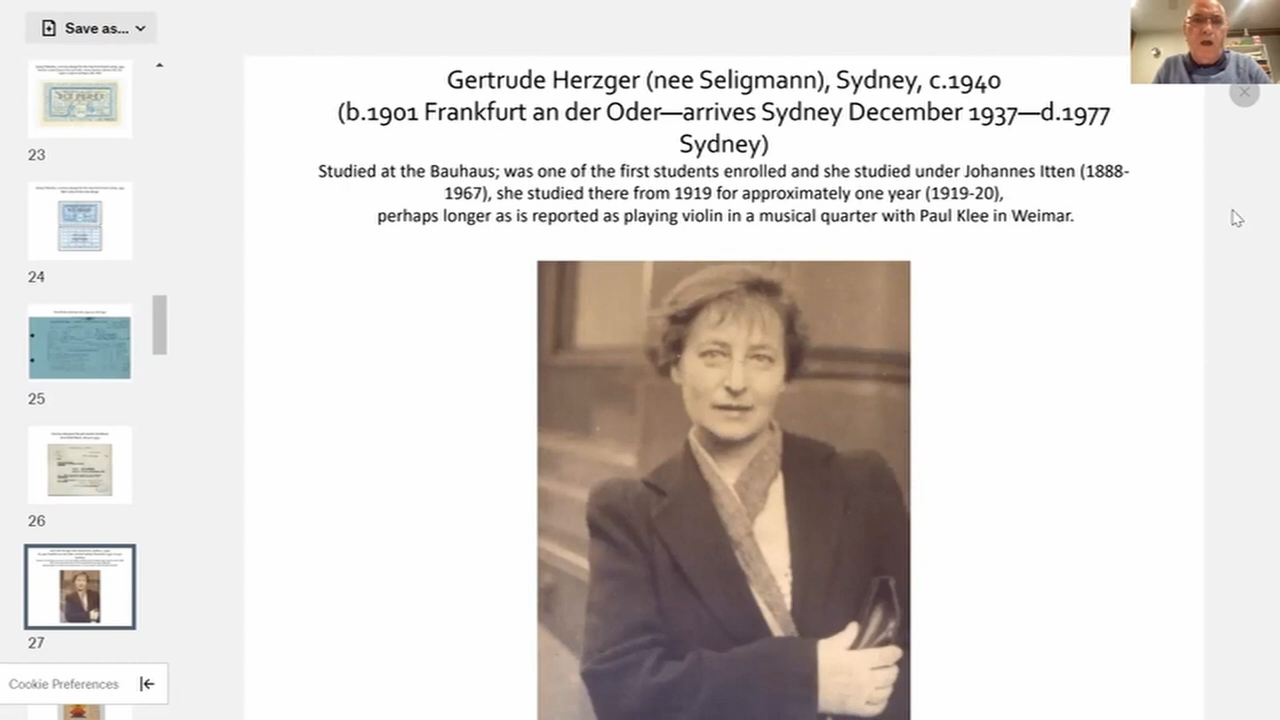 Save as...
23
24
25
26
27
Cookie Preferences
Gertrude Herzger (nee Seligmann), Sydney, c.1940
(b.1901 Frankfurt an der Oder—arrives Sydney December 1937—d.1977
Sydney)
Studied at the Bauhaus; was one of the first students enrolled and she studied under Johannes Itten (1888-
1967), she studied there from 1919 for approximately one year (1919-20),
perhaps longer as is reported as playing violin in a musical quarter with Paul Klee in Weimar.